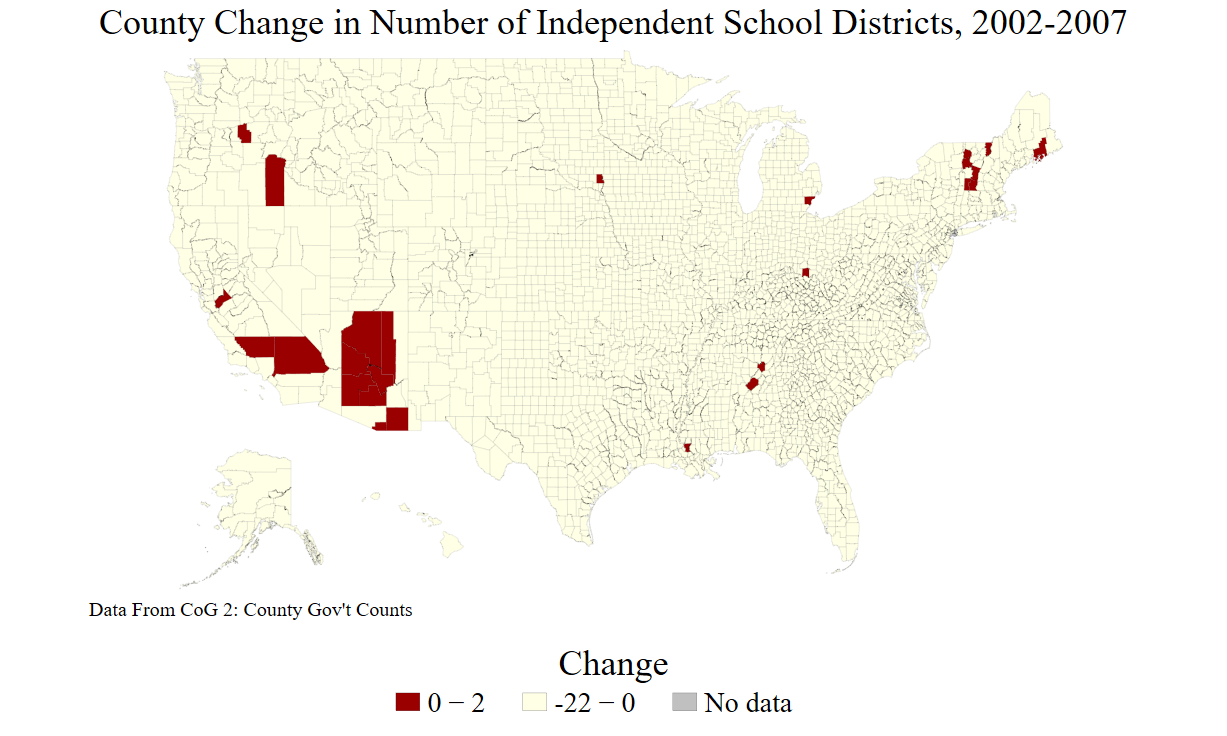 County Change in Number of Independent School Districts, 2002-2007
Data From CoG 2: County Gov't Counts
Change
0 − 2 -22 − 0 No data